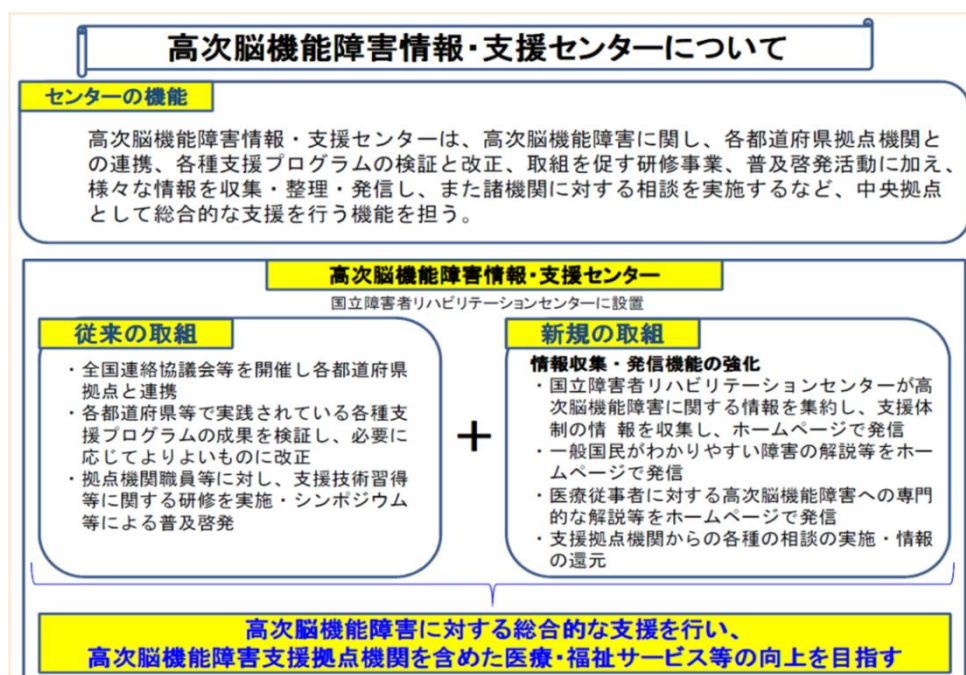 高次脳機能障害情報・支援センターについて
センターの機能
高次脳機能障害情報・支援センターは、高次脳機能障害に関し、各都道府県拠点機関と
の連携、各種支援プログラムの検証と改正、取組を促す研修事業、普及啓発活動に加え、
様々な情報を収集・整理・発信し、また諸機関に対する相談を実施するなど、中央拠点
として総合的な支援を行う機能を担う。
高次脳機能障害情報・支援センター
国立障害者リハビリテーションセンターに設置
従来の取組
・全国連絡協議会等を開催し各都道府県
拠点と連携
・各都道府県等で実践されている各種支
援プログラムの成果を検証し、必要に
応じてよりよいものに改正
・拠点機関職員等に対し、支援技術習得
等に関する研修を実施・シンポジウム
等による普及啓発
+
新規の取組
情報収集・発信機能の強化
・国立障害者リハビリテーションセンターが高
次脳機能障害に関する情報を集約し、支援体
制の情 報を収集し、ホームページで発信
・一般国民がわかりやすい障害の解説等をホー
ムページで発信
・医療従事者に対する高次脳機能障害への専門
的な解説等をホームページで発信
・支援拠点機関からの各種の相談の実施・情報
の還元
高次脳機能障害に対する総合的な支援を行い、
高次脳機能障害支援拠点機関を含めた医療・福祉サービス等の向上を目指す